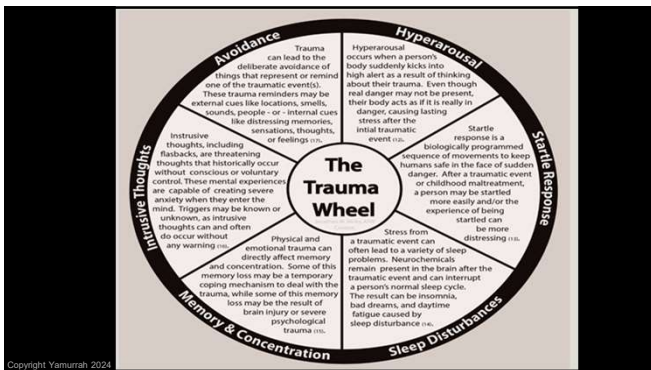 Avoidance
Trauma
can lead to the
deliberate avoidance of
things that represent or remind
one of the traumatic event(s).
These trauma reminders may be
external cues like locations, smells,
sounds, people - or - internal cues
like distressing memories,
sensations, thoughts,
or feelings (11).
Hyperarousal
Hyperarousal
occurs when a person's
body suddenly kicks into
high alert as a result of thinking
about their trauma. Even though
real danger may not be present,
their body acts as if it is really in
danger, causing lasting
stress after the
intial traumatic
event (12).
Startle Response
Startle
response is a
biologically programmed
sequence of movements to keep
humans safe in the face of sudden
danger. After a traumatic event
or childhood maltreatment,
a person may be startled
more easily and/or the
experience of being
startled can
be more
distressing (13).
Sleep Disturbances
Stress from
a traumatic event can
often lead to a variety of sleep
problems. Neurochemicals
remain present in the brain after the
traumatic event and can interrupt
a person's normal sleep cycle.
The result can be insomnia,
bad dreams, and daytime
fatigue caused by
sleep disturbance (14).
Memory & Concentration
Physical and
emotional trauma can
directly affect memory
and concentration. Some of this
memory loss may be a temporary
coping mechanism to deal with the
trauma, while some of this memory
loss may be the result of
brain injury or severe
psychological
trauma (15).
Intrusive Thoughts
Instrusive
thoughts, including
flasbacks, are threatening
thoughts that historically occur
without conscious or voluntary
control. These mental experiences
are capable of creating severe
anxiety when they enter the
mind. Triggers may be known or
unknown, as intrusive
thoughts can and often
do occur without
any warning (16).
The
Trauma
Wheel
Copyright Yamurrah 2024